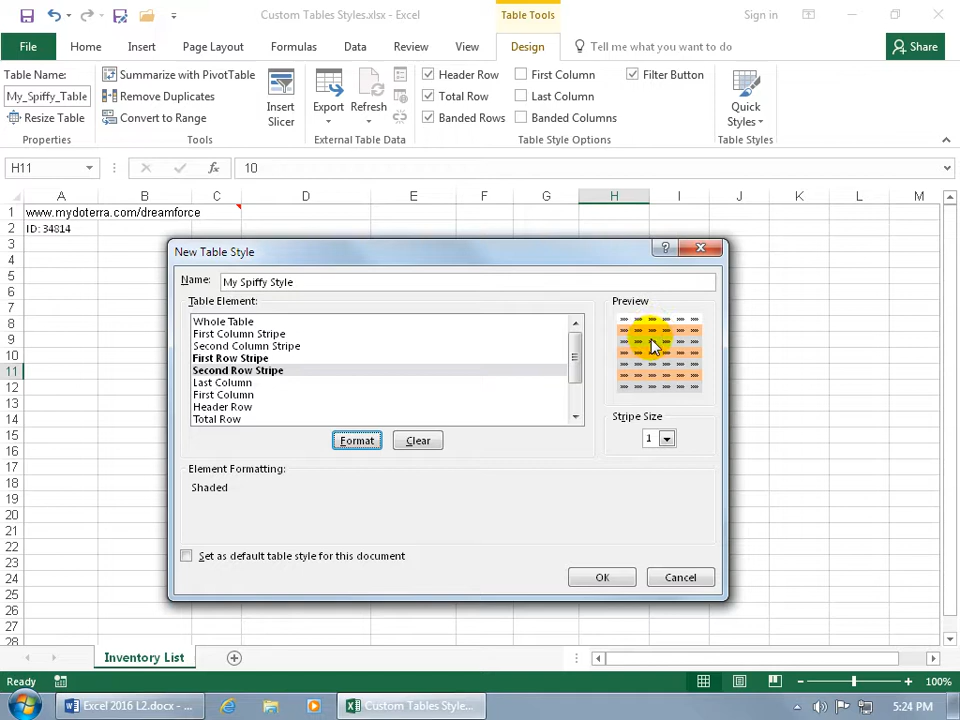 Custom Tables Styles.xlsx - Excel
Table Tools
Sign in
File Home Insert Page Layout Formulas Data Review View Design Tell me what you want to do Share
Table Name:
My_Spiffy_Table
Resize Table
Properties
Summarize with PivotTable
Remove Duplicates
Convert to Range
Tools
Insert
Slicer
Export
Refresh
External Table Data
Header Row
Total Row
Banded Rows
First Column
Last Column
Banded Columns
Filter Button
Table Style Options
Quick
Styles
Table Styles
H11
fx
10
A B C D E F G H I J K L M
1 www.mydoterra.com/dreamforce
2 ID: 34814
3
4
5
6
7
8
9
10
11
12
13
14
15
16
17
18
19
20
21
22
23
24
25
26
27
28
New Table Style
?
Name: My Spiffy Style
Table Element:
Whole Table
First Column Stripe
Second Column Stripe
First Row Stripe
Second Row Stripe
Last Column
First Column
Header Row
Total Row
Format
Clear
Preview
Stripe Size
1
Element Formatting:
Shaded
Set as default table style for this document
OK
Cancel
Inventory List
Ready
100%
Excel 2016 L2.docx - ...
Custom Tables Style...
5:24 PM